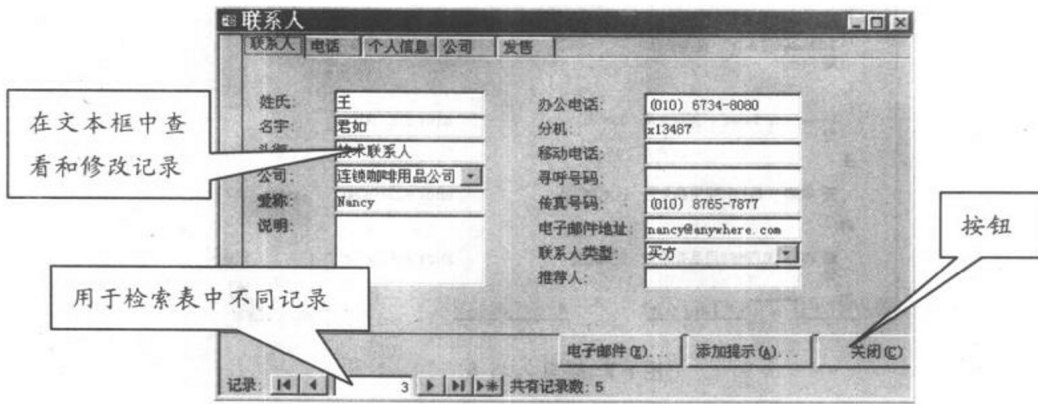 联系人
联系人 电话 个人信息 公司 发售
姓氏: 王
名字: 君如
头衔: 技术联系人
公司: 连锁咖啡用品公司
爱称: Nancy
说明:
办公电话: (010) 6734-8080
分机: x13487
移动电话:
寻呼号码:
传真号码: (010) 8765-7877
电子邮件地址: nancy@anywhere.com
联系人类型: 买方
推荐人:
在文本框中查
看和修改记录
用于检索表中不同记录
按钮
电子邮件(E)... 添加提示(A)... 关闭(C)
记录: 3 共有记录数: 5